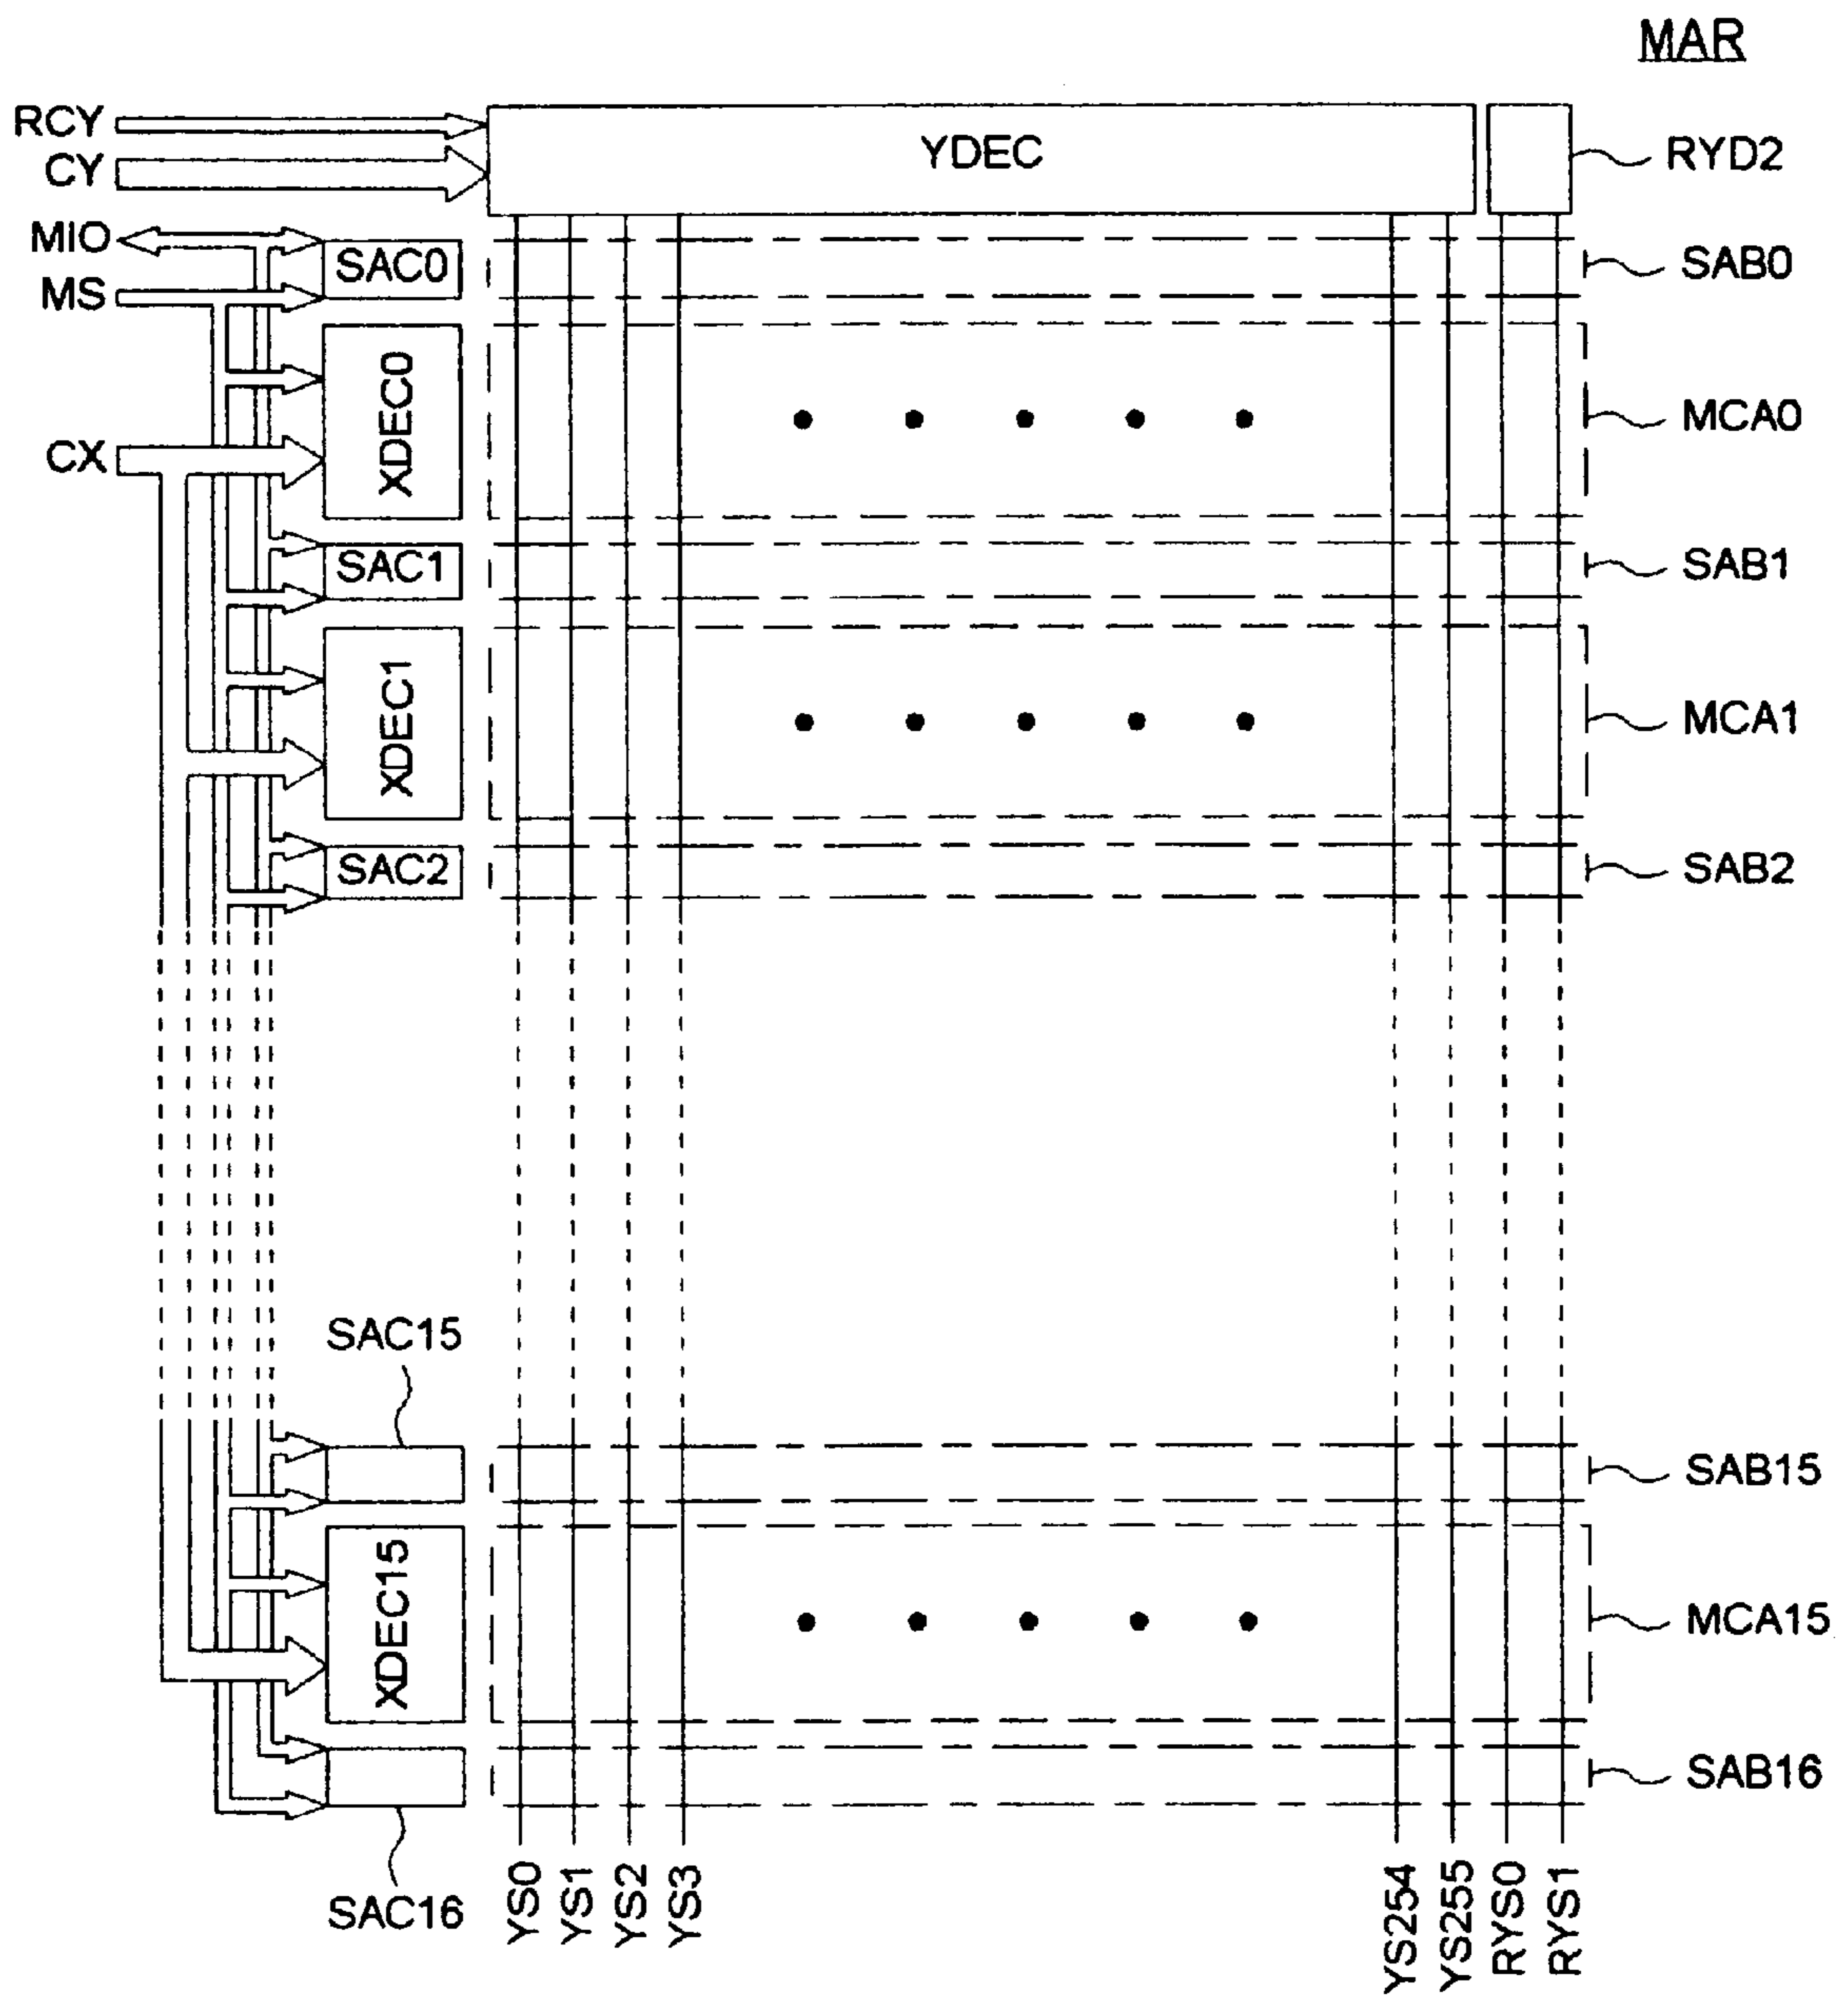 MAR
RCY
YDEC
RYD2
CY
MIO
SAC0
SAB0
MS
XDEC0
MCA0
CX
SAC1
SAB1
XDEC1
MCA1
SAC2
SAB2
SAC15
SAB15
XDEC15
MCA15
SAB16
SAC16
YS0
YS1
YS2
YS3
YS254
YS255
RYS0
RYS1